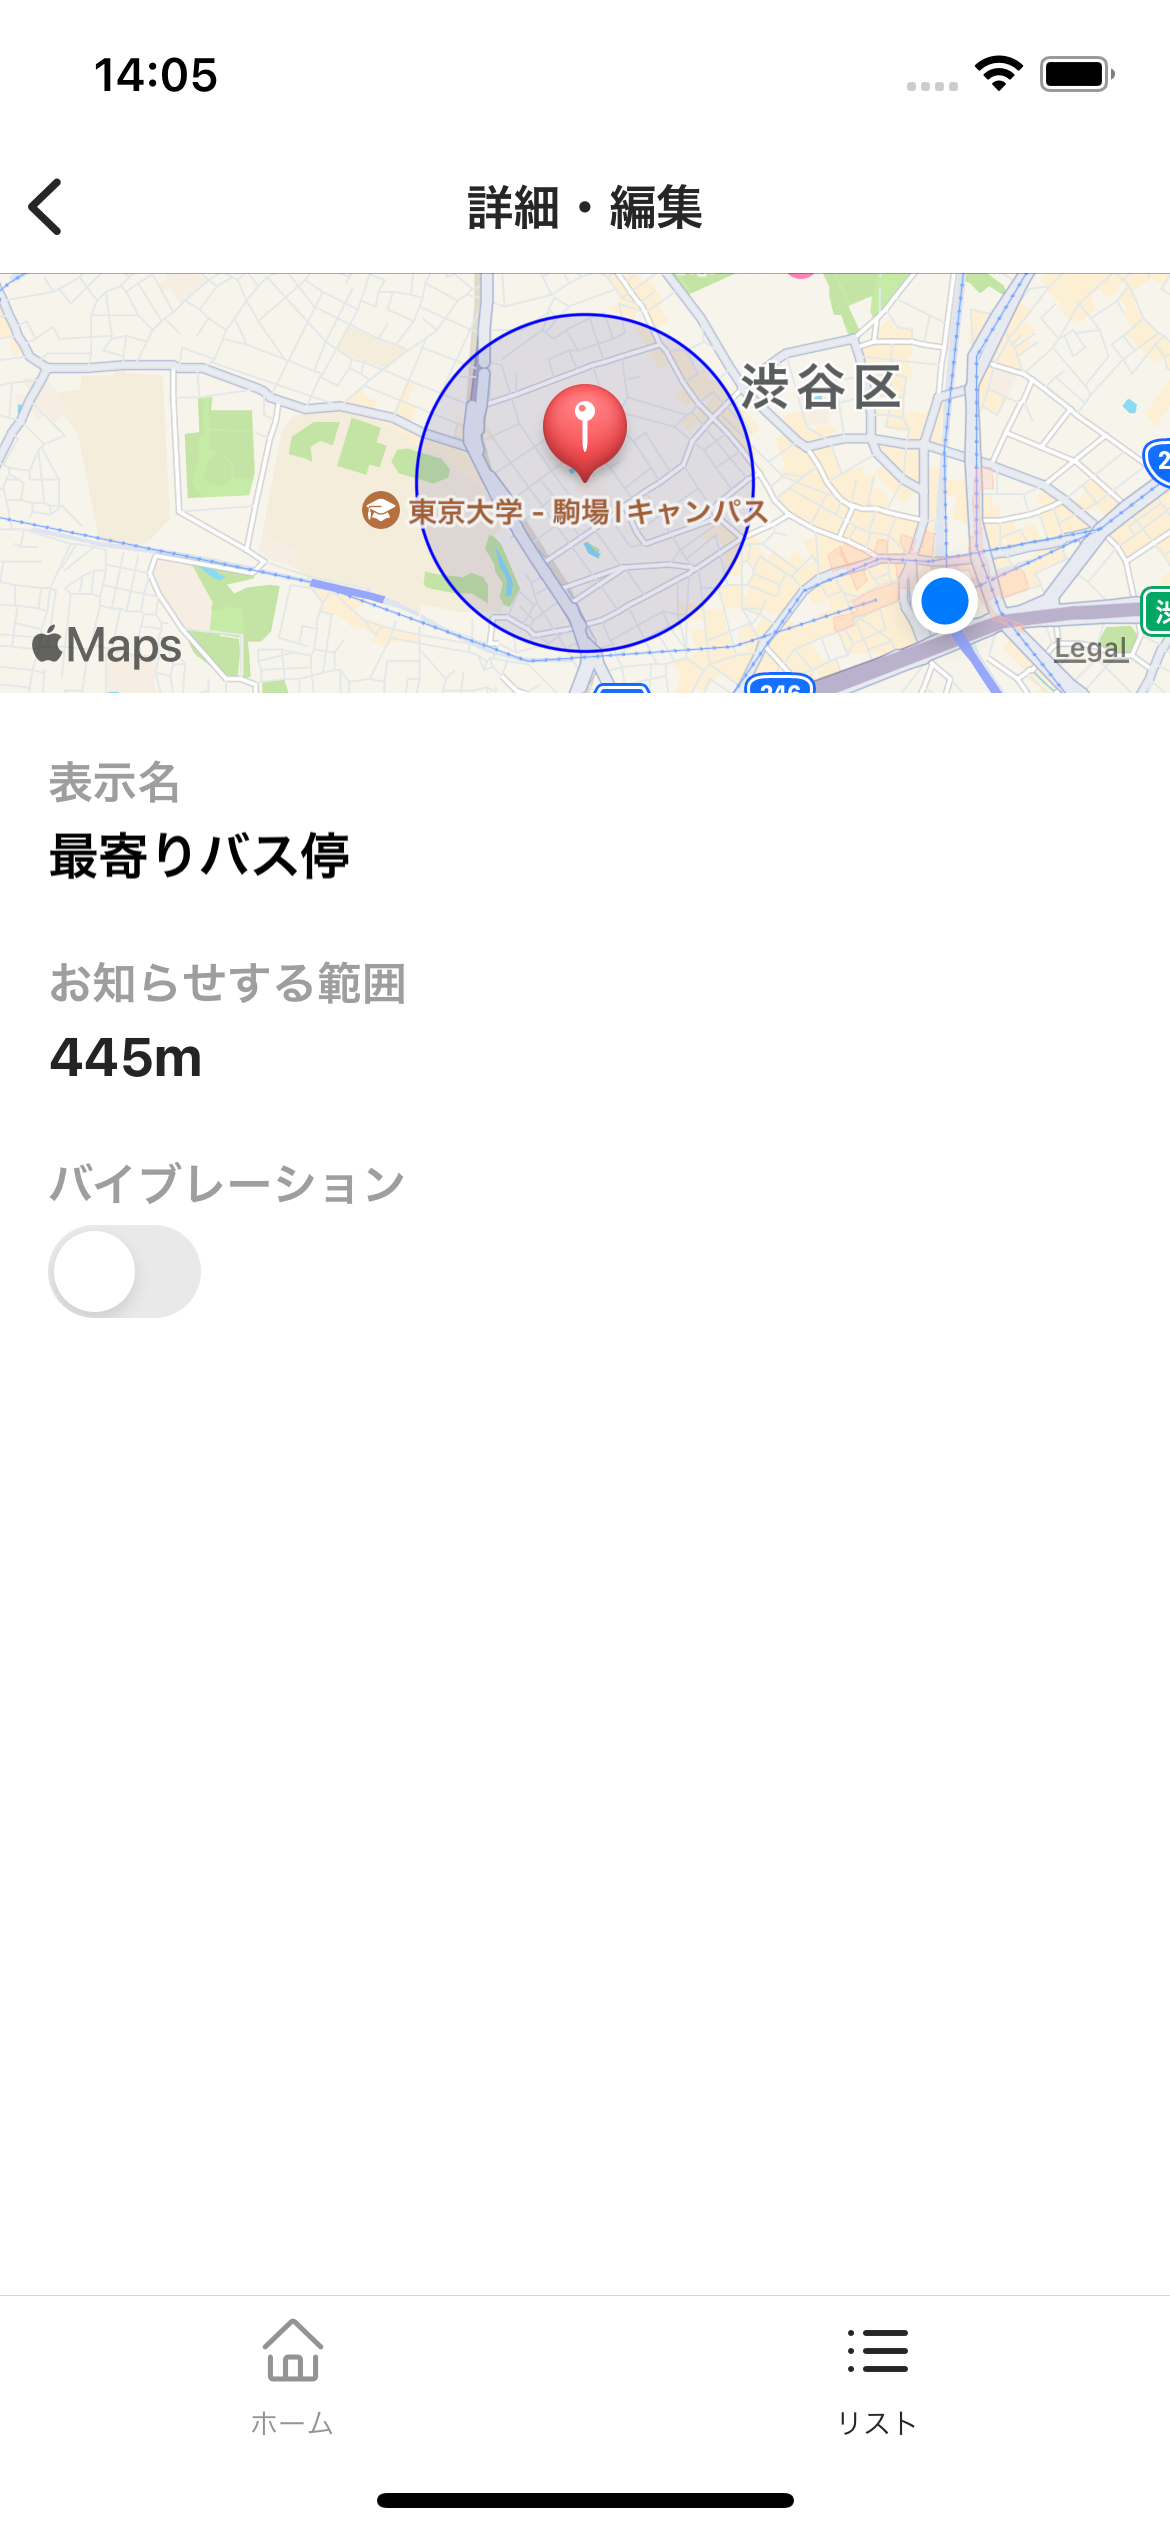 14:05
詳細・編集
渋谷区
東京大学 - 駒場Iキャンパス
Maps
Legal
246
表示名
最寄りバス停
お知らせする範囲
445m
バイブレーション
ホーム
リスト